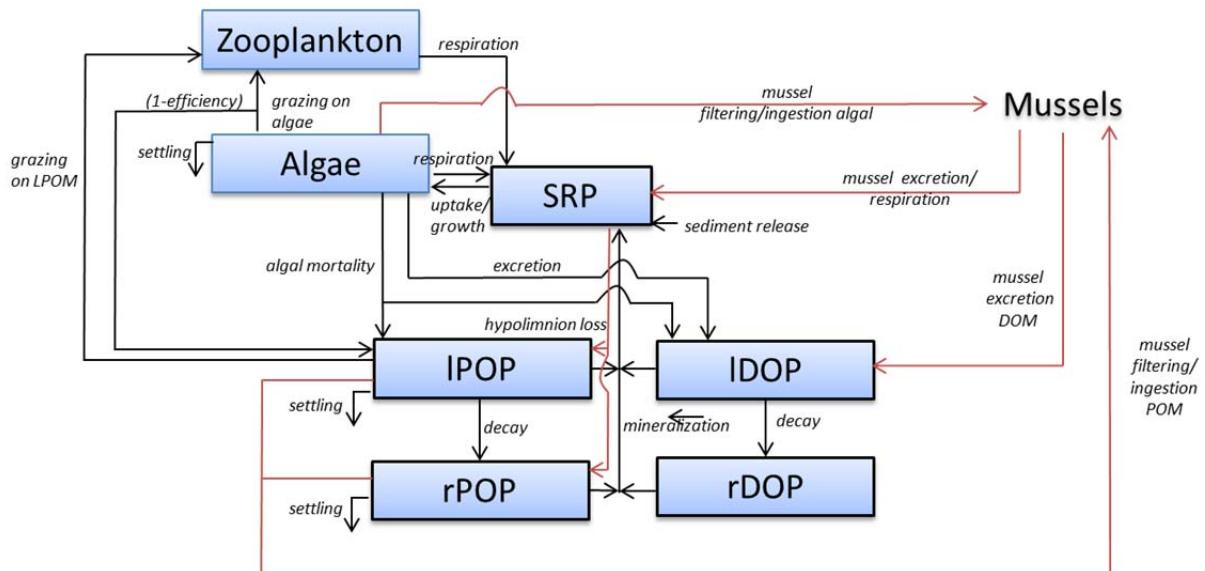 Zooplankton
respiration
(1-efficiency)
grazing on
algae
mussel
filtering/ingestion algal
Mussels
settling
Algae
respiration
grazing
on LPOM
SRP
mussel excretion/
respiration
uptake/
growth
sediment release
algal mortality
excretion
mussel
excretion
DOM
hypolimnion loss
mussel
filtering/
ingestion
POM
lPOP
lDOP
settling
decay
mineralization
decay
rPOP
rDOP
settling